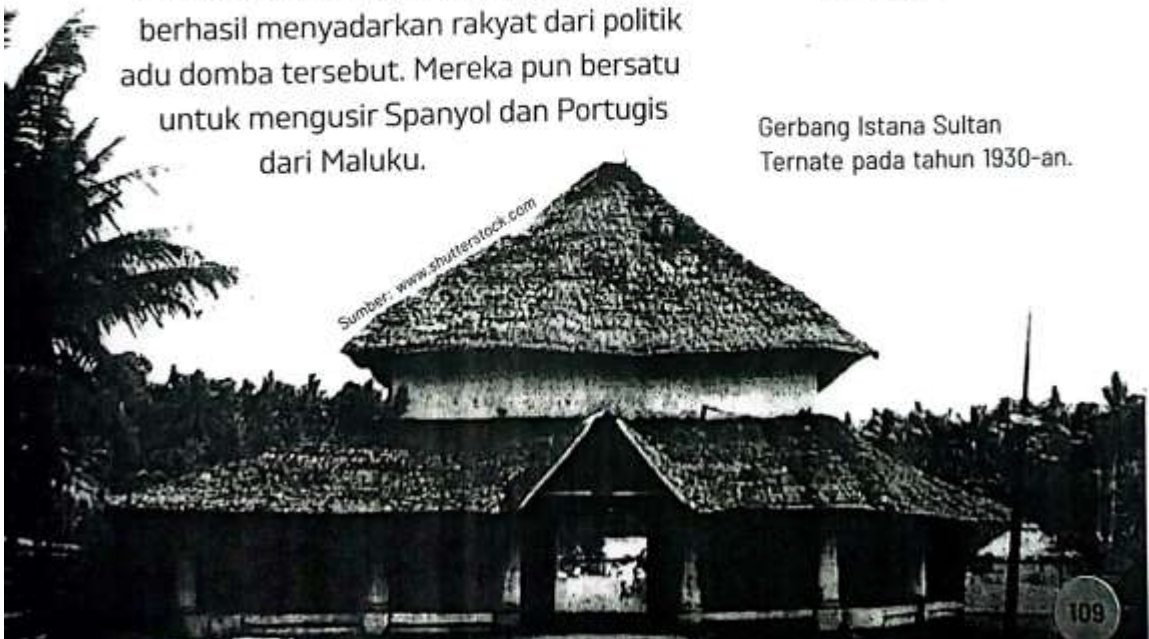 berhasil menyadarkan rakyat dari politik
adu domba tersebut. Mereka pun bersatu
untuk mengusir Spanyol dan Portugis
dari Maluku.
Gerbang Istana Sultan
Ternate pada tahun 1930-an.
Sumber: www.shutterstock.com
109